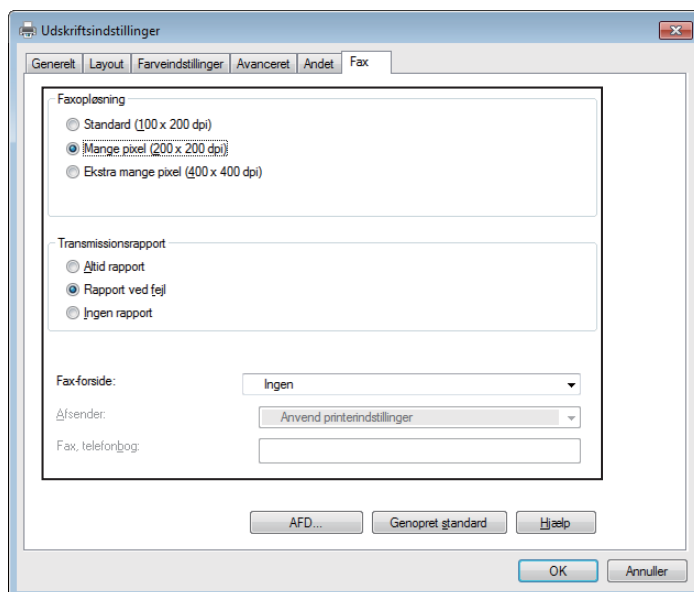 Udskriftsindstillinger
Generelt Layout Farveindstillinger Avanceret Andet Fax
Faxopløsning
Standard (100 x 200 dpi)
Mange pixel (200 x 200 dpi)
Ekstra mange pixel (400 x 400 dpi)
Transmissionsrapport
Altid rapport
Rapport ved fejl
Ingen rapport
Fax-forside: Ingen
Afsender: Anvend printerindstillinger
Fax, telefonbog:
AFD... Genopret standard Hjælp
OK Annuller